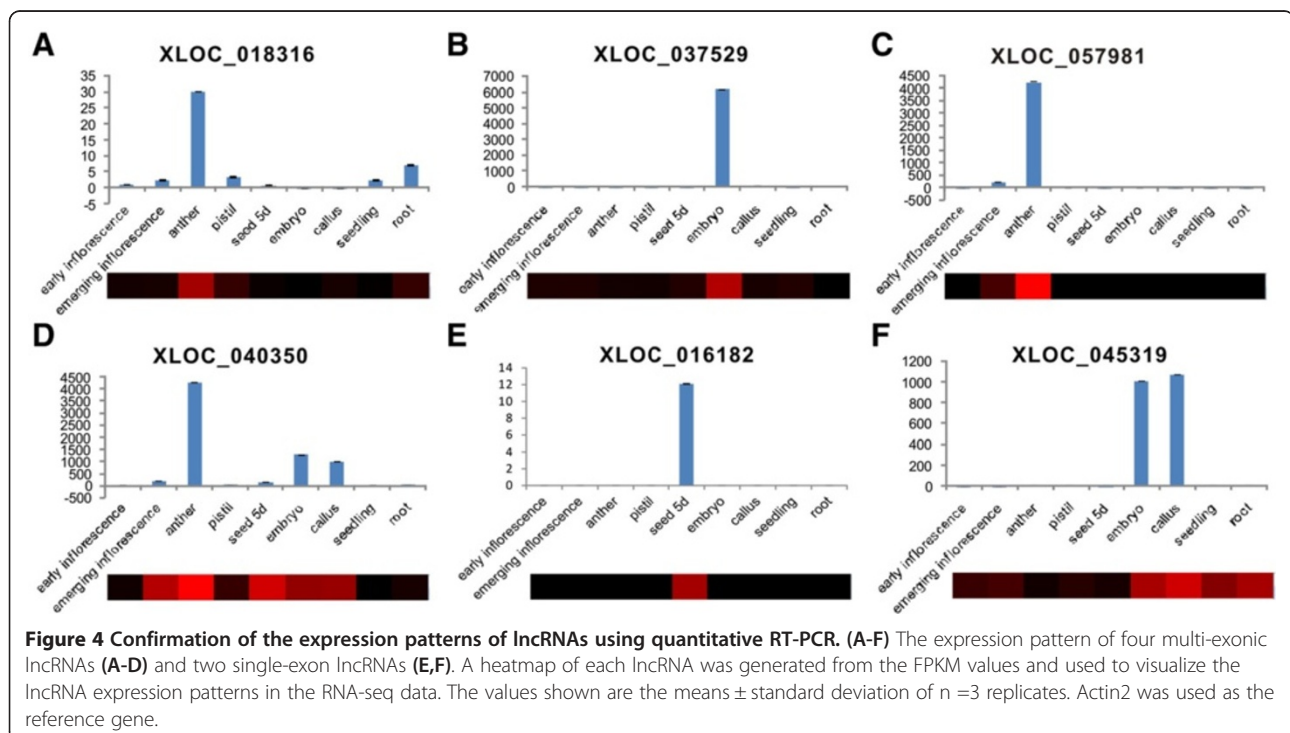 A
XLOC_018316
35
30
25
20
15
10
5
0
-5
early inflorescence
emerging inflorescence
anther
pistil
seed 5d
embryo
callus
seedling
root
B
XLOC_037529
7000
6000
5000
4000
3000
2000
1000
0
early inflorescence
emerging inflorescence
anther
pistil
seed 5d
embryo
callus
seedling
root
C
XLOC_057981
4500
4000
3500
3000
2500
2000
1500
1000
500
0
-500
early inflorescence
emerging inflorescence
anther
pistil
seed 5d
embryo
callus
seedling
root
D
XLOC_040350
4500
4000
3500
3000
2500
2000
1500
1000
500
0
-500
early inflorescence
emerging inflorescence
anther
pistil
seed 5d
embryo
callus
seedling
root
E
XLOC_016182
14
12
10
8
6
4
2
0
early inflorescence
emerging inflorescence
anther
pistil
seed 5d
embryo
callus
seedling
root
F
XLOC_045319
1200
1000
800
600
400
200
0
early inflorescence
emerging inflorescence
anther
pistil
seed 5d
embryo
callus
seedling
root
Figure 4 Confirmation of the expression patterns of lncRNAs using quantitative RT-PCR. (A-F) The expression pattern of four multi-exonic
lncRNAs (A-D) and two single-exon lncRNAs (E,F). A heatmap of each lncRNA was generated from the FPKM values and used to visualize the
lncRNA expression patterns in the RNA-seq data. The values shown are the means ± standard deviation of n =3 replicates. Actin2 was used as the
reference gene.